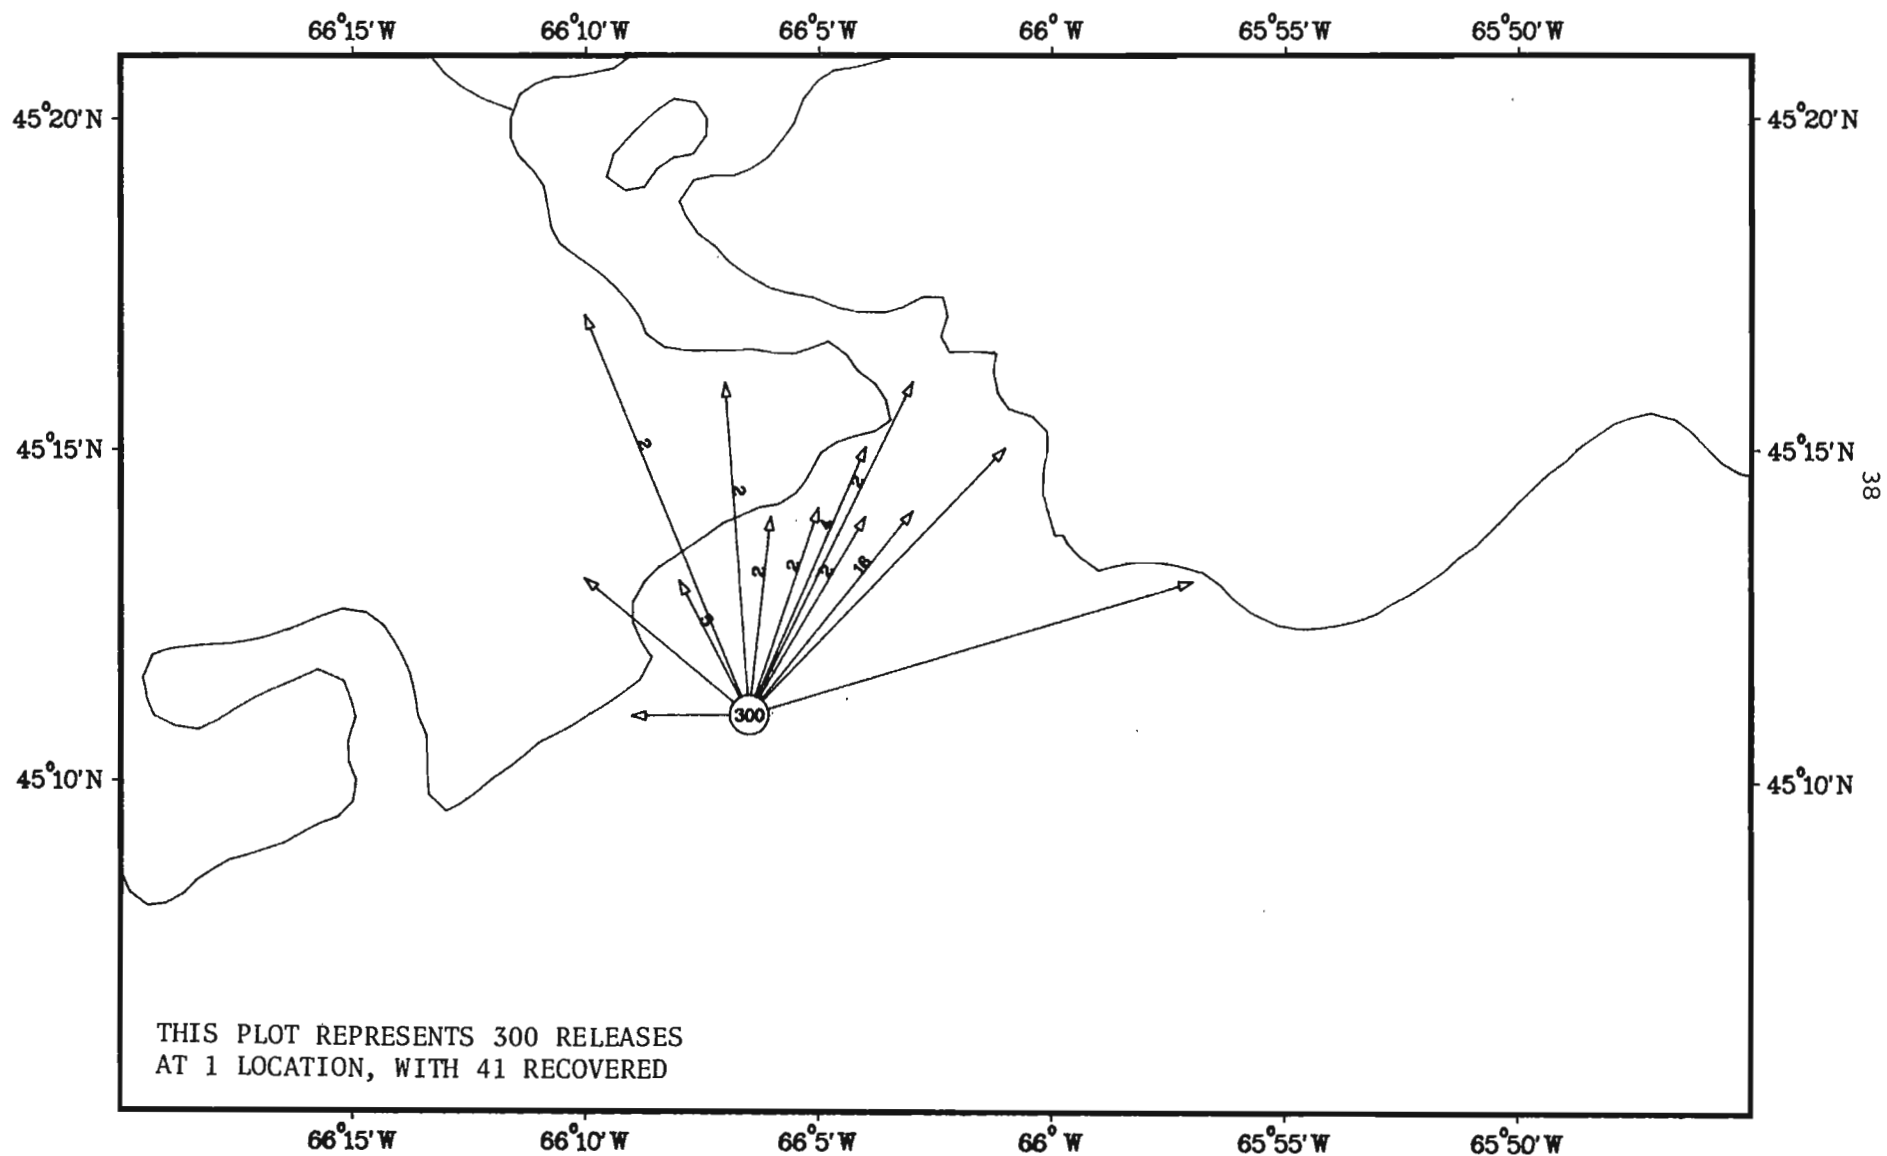 66°15'W 66°10'W 66°5'W 66° W 65°55'W 65°50'W
45°20'N 45°20'N
45°15'N 45°15'N
38
2
2
2
4
2
2
2
16
5
300
45°10'N 45°10'N
THIS PLOT REPRESENTS 300 RELEASES
AT 1 LOCATION, WITH 41 RECOVERED
66°15'W 66°10'W 66°5'W 66° W 65°55'W 65°50'W